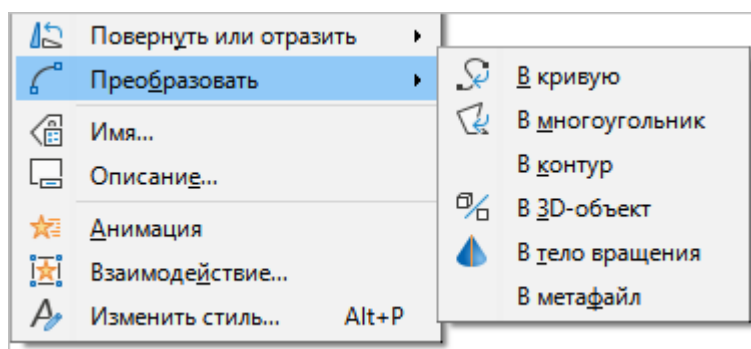 Повернуть или отразить
Преобразовать
Имя...
Описание...
Анимация
Взаимодействие...
Изменить стиль... Alt+P
В кривую
В многоугольник
В контур
В 3D-объект
В тело вращения
В метафайл